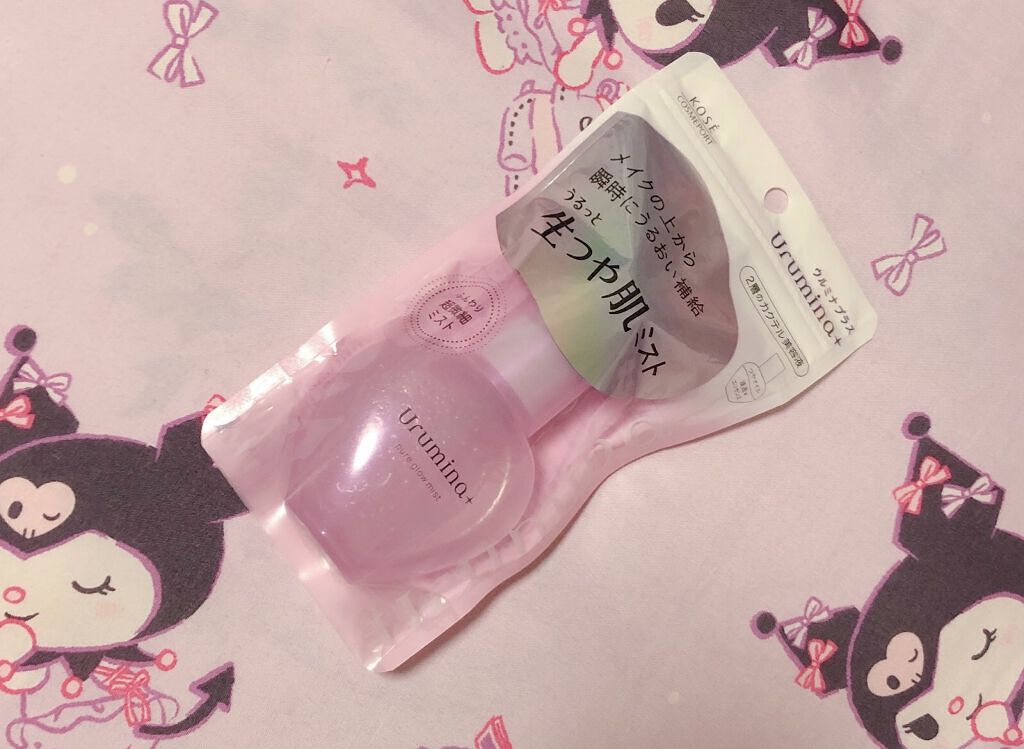 KOSÉ
COSMEPORT
メイクの上から
瞬時にうるおい補給
うるっと
生つや肌ミスト
ウルミナプラス
Urumina+
2層のカクテル美容液
ふんわり
超微細
ミスト
Urumina+
pure glow mist